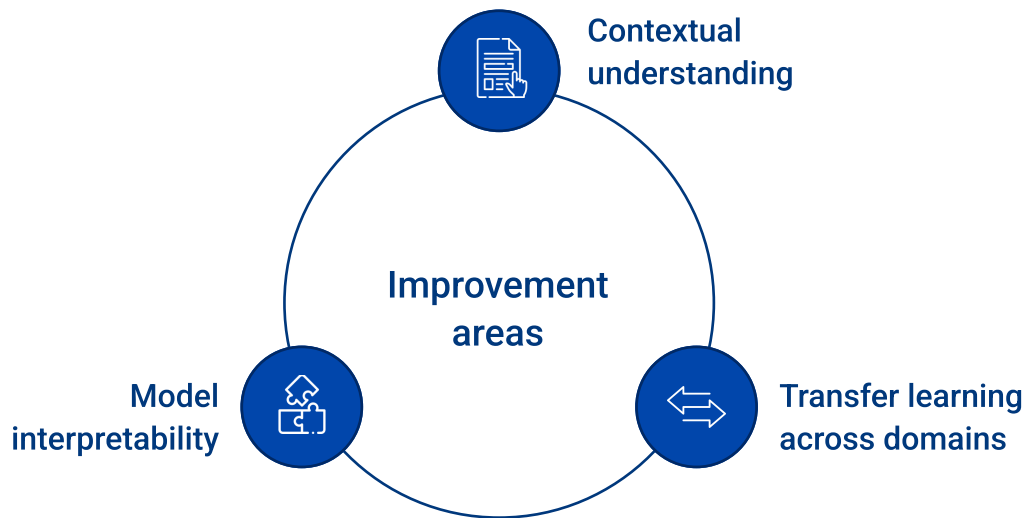 Contextual
understanding
Improvement
areas
Model
interpretability
Transfer learning
across domains